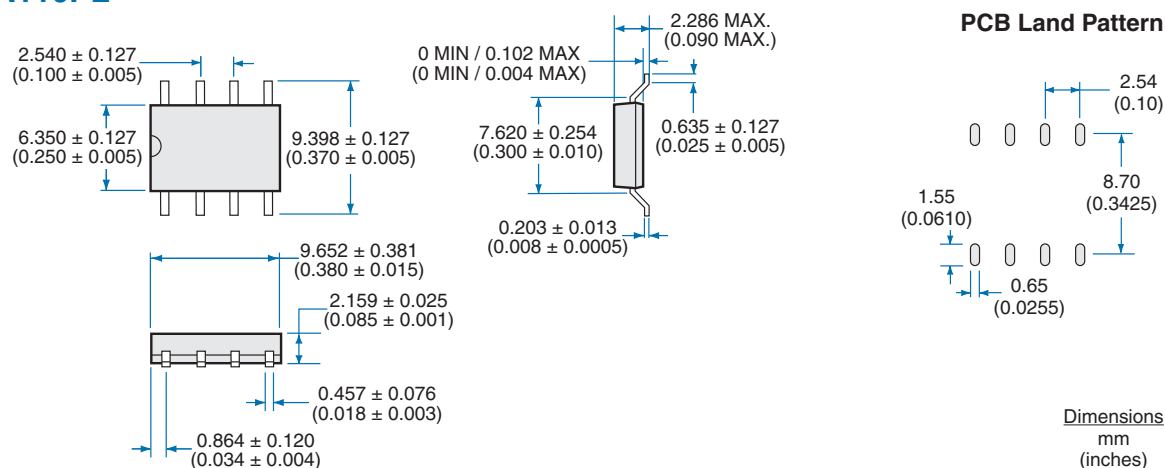 2.540 ± 0.127
(0.100 ± 0.005)
6.350 ± 0.127
(0.250 ± 0.005)
9.398 ± 0.127
(0.370 ± 0.005)
9.652 ± 0.381
(0.380 ± 0.015)
2.159 ± 0.025
(0.085 ± 0.001)
0.457 ± 0.076
(0.018 ± 0.003)
0.864 ± 0.120
(0.034 ± 0.004)
2.286 MAX.
(0.090 MAX.)
0 MIN / 0.102 MAX
(0 MIN / 0.004 MAX)
7.620 ± 0.254
(0.300 ± 0.010)
0.635 ± 0.127
(0.025 ± 0.005)
0.203 ± 0.013
(0.008 ± 0.0005)
PCB Land Pattern
2.54
(0.10)
8.70
(0.3425)
1.55
(0.0610)
0.65
(0.0255)
Dimensions
mm
(inches)